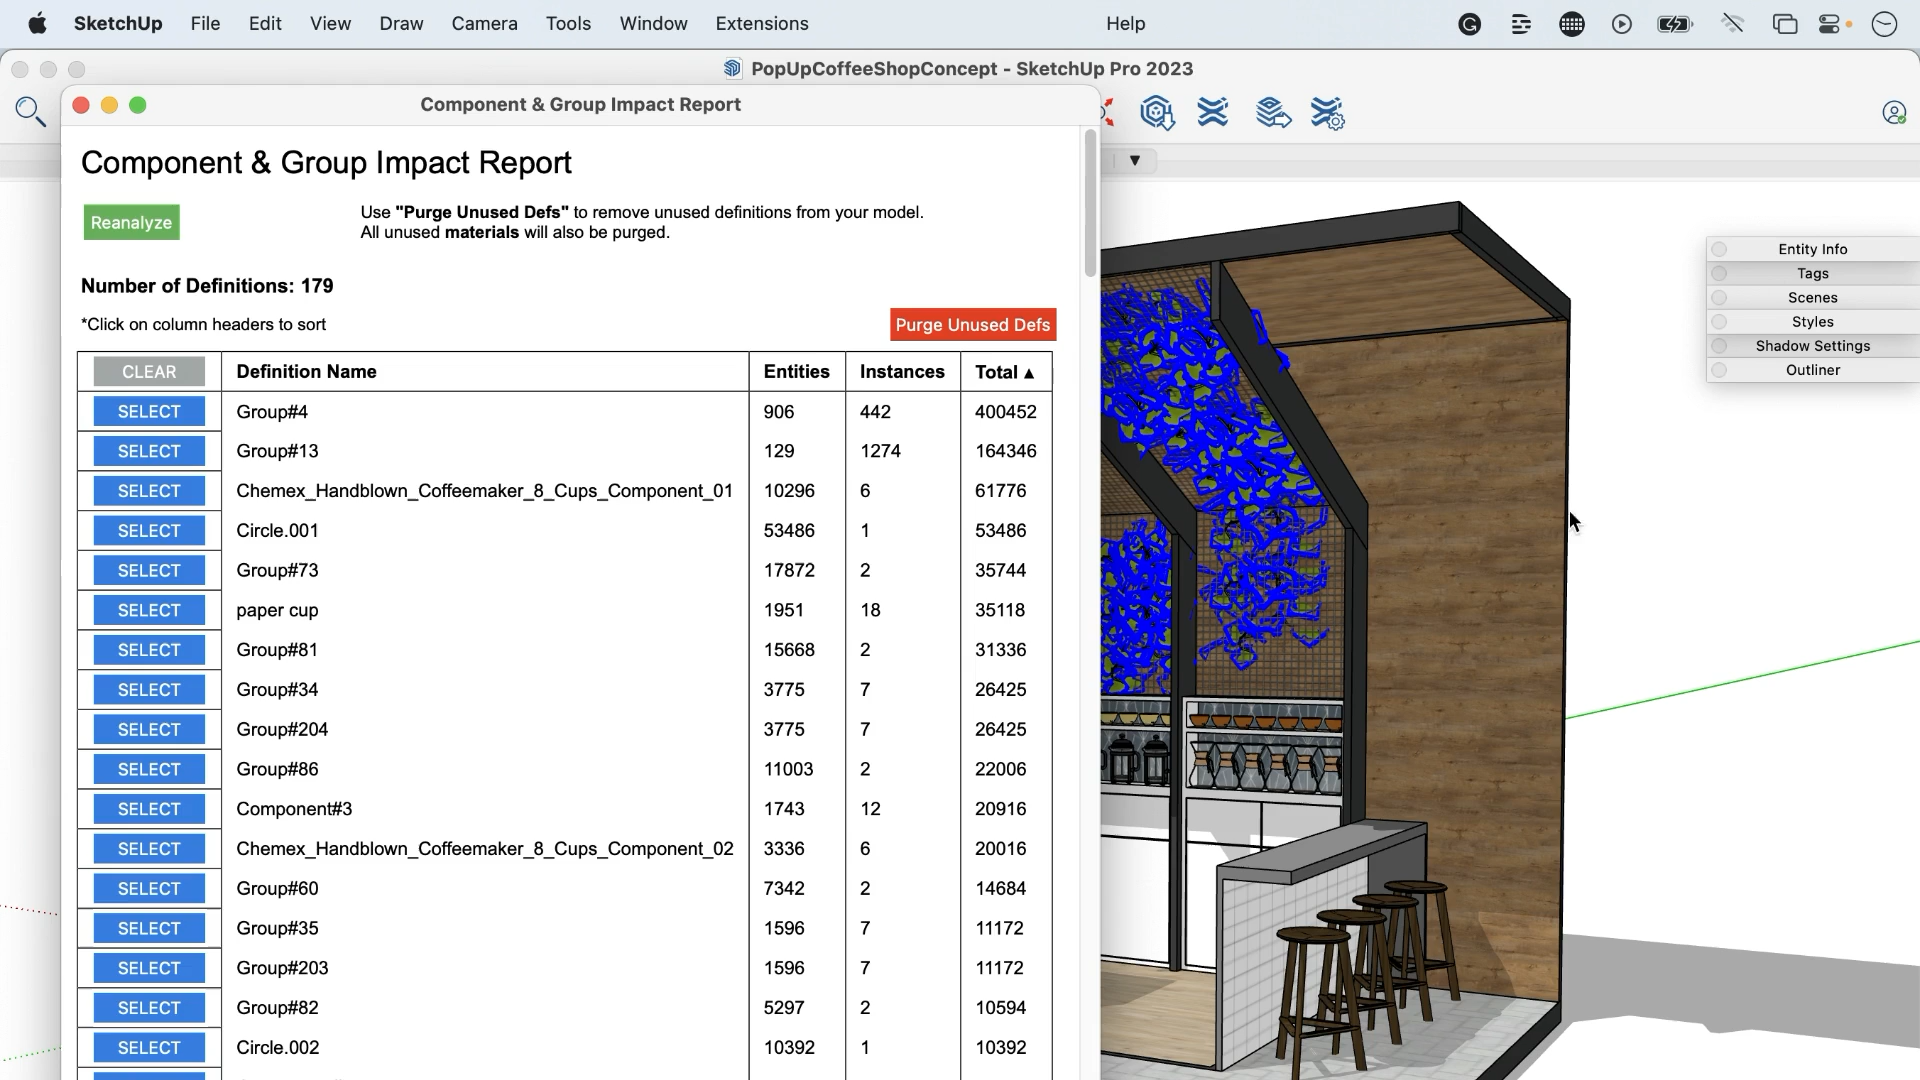 SketchUp File Edit View Draw Camera Tools Window Extensions Help
PopUpCoffeeShopConcept - SketchUp Pro 2023
Component & Group Impact Report
Component & Group Impact Report
Reanalyze
Use "Purge Unused Defs" to remove unused definitions from your model.
All unused materials will also be purged.
Number of Definitions: 179
*Click on column headers to sort
Purge Unused Defs
CLEAR Definition Name Entities Instances Total ▲
SELECT Group#4 906 442 400452
SELECT Group#13 129 1274 164346
SELECT Chemex_Handblown_Coffeemaker_8_Cups_Component_01 10296 6 61776
SELECT Circle.001 53486 1 53486
SELECT Group#73 17872 2 35744
SELECT paper cup 1951 18 35118
SELECT Group#81 15668 2 31336
SELECT Group#34 3775 7 26425
SELECT Group#204 3775 7 26425
SELECT Group#86 11003 2 22006
SELECT Component#3 1743 12 20916
SELECT Chemex_Handblown_Coffeemaker_8_Cups_Component_02 3336 6 20016
SELECT Group#60 7342 2 14684
SELECT Group#35 1596 7 11172
SELECT Group#203 1596 7 11172
SELECT Group#82 5297 2 10594
SELECT Circle.002 10392 1 10392
Entity Info
Tags
Scenes
Styles
Shadow Settings
Outliner